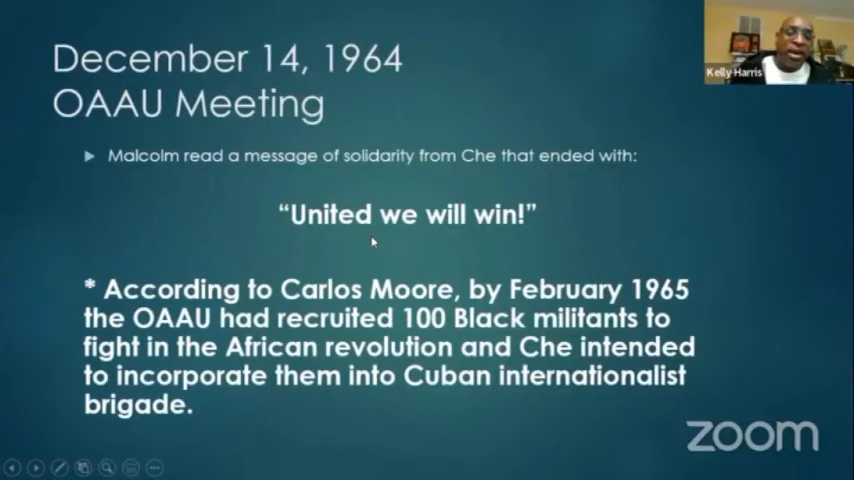 December 14, 1964
OAAU Meeting
Kelly Harris
Malcolm read a message of solidarity from Che that ended with:
“United we will win!”
* According to Carlos Moore, by February 1965
the OAAU had recruited 100 Black militants to
fight in the African revolution and Che intended
to incorporate them into Cuban internationalist
brigade.
zoom